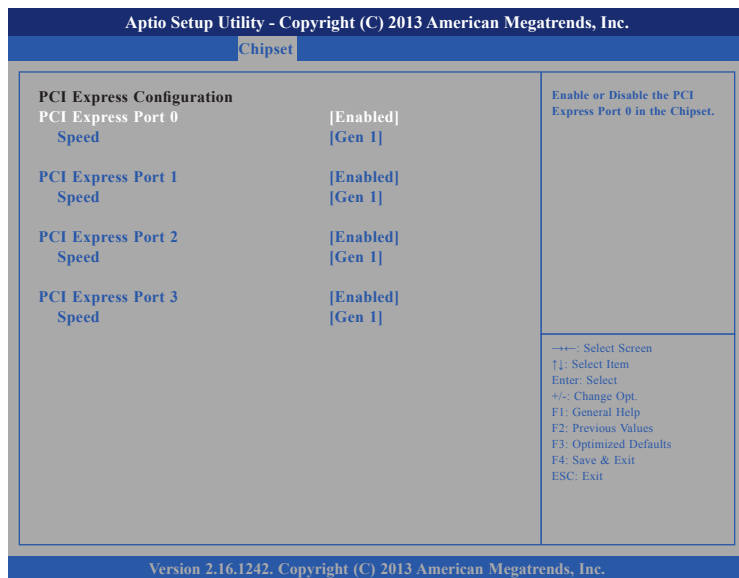 Aptio Setup Utility - Copyright (C) 2013 American Megatrends, Inc.
Chipset
PCI Express Configuration
PCI Express Port 0 [Enabled]
Speed [Gen 1]
PCI Express Port 1 [Enabled]
Speed [Gen 1]
PCI Express Port 2 [Enabled]
Speed [Gen 1]
PCI Express Port 3 [Enabled]
Speed [Gen 1]
Enable or Disable the PCI
Express Port 0 in the Chipset.
→←: Select Screen
↑↓: Select Item
Enter: Select
+/-: Change Opt.
F1: General Help
F2: Previous Values
F3: Optimized Defaults
F4: Save & Exit
ESC: Exit
Version 2.16.1242. Copyright (C) 2013 American Megatrends, Inc.